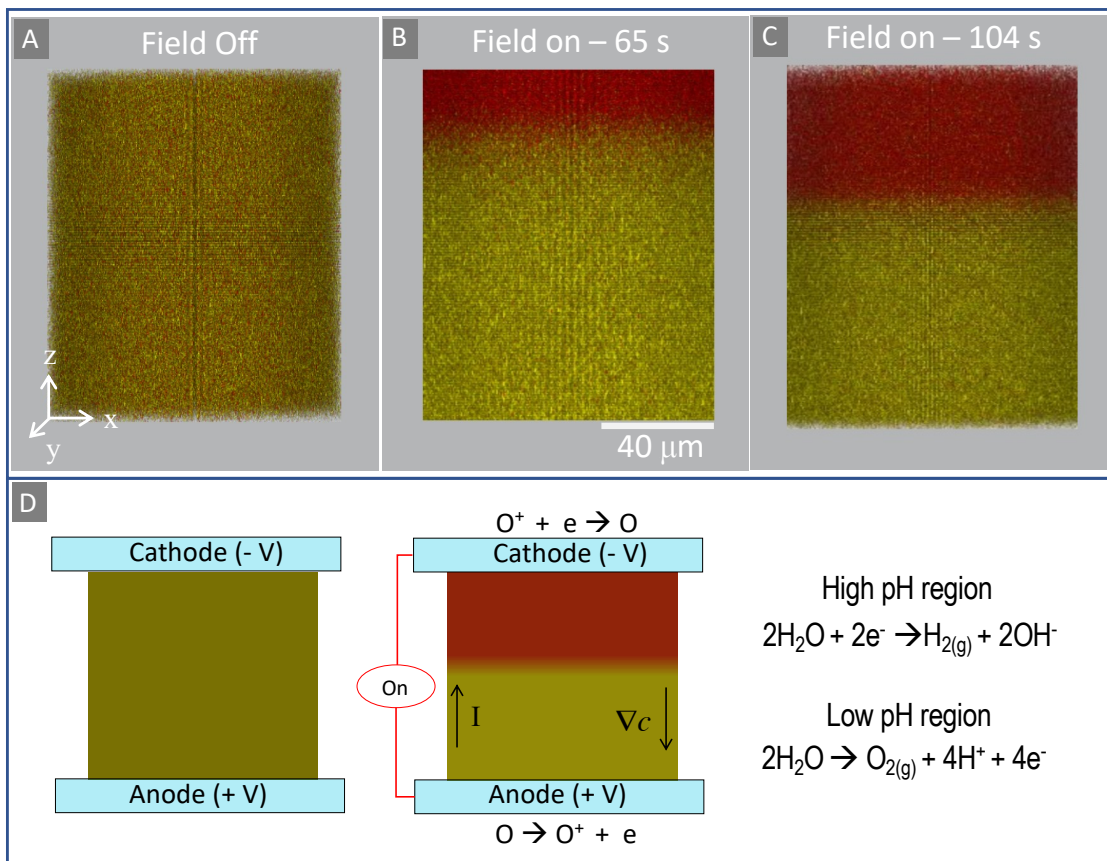 A
Field Off
B
Field on – 65 s
C
Field on – 104 s
z
x
y
40 μm
D
Cathode (- V)
Anode (+ V)
O⁺ + e → O
Cathode (- V)
On
I
∇c
Anode (+ V)
O → O⁺ + e
High pH region
2H₂O + 2e⁻ → H₂₍g₎ + 2OH⁻
Low pH region
2H₂O → O₂₍g₎ + 4H⁺ + 4e⁻